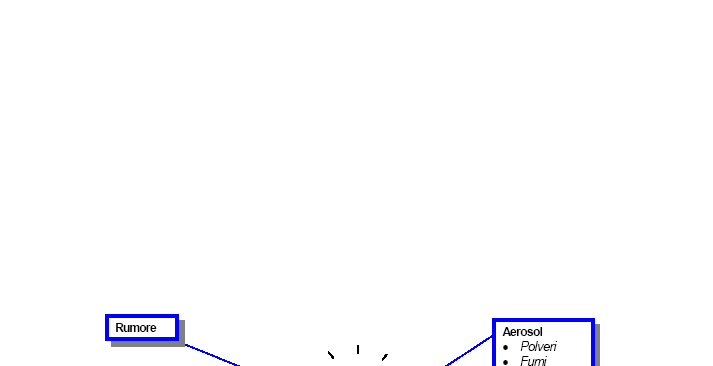 Rumore
Aerosol
• Polveri
• Fumi